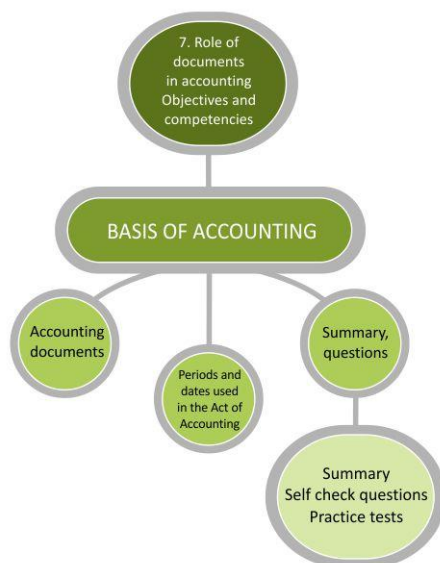 7. Role of
documents
in accounting
Objectives and
competencies
BASIS OF ACCOUNTING
Accounting
documents
Periods and
dates used
in the Act of
Accounting
Summary,
questions
Summary
Self check questions
Practice tests